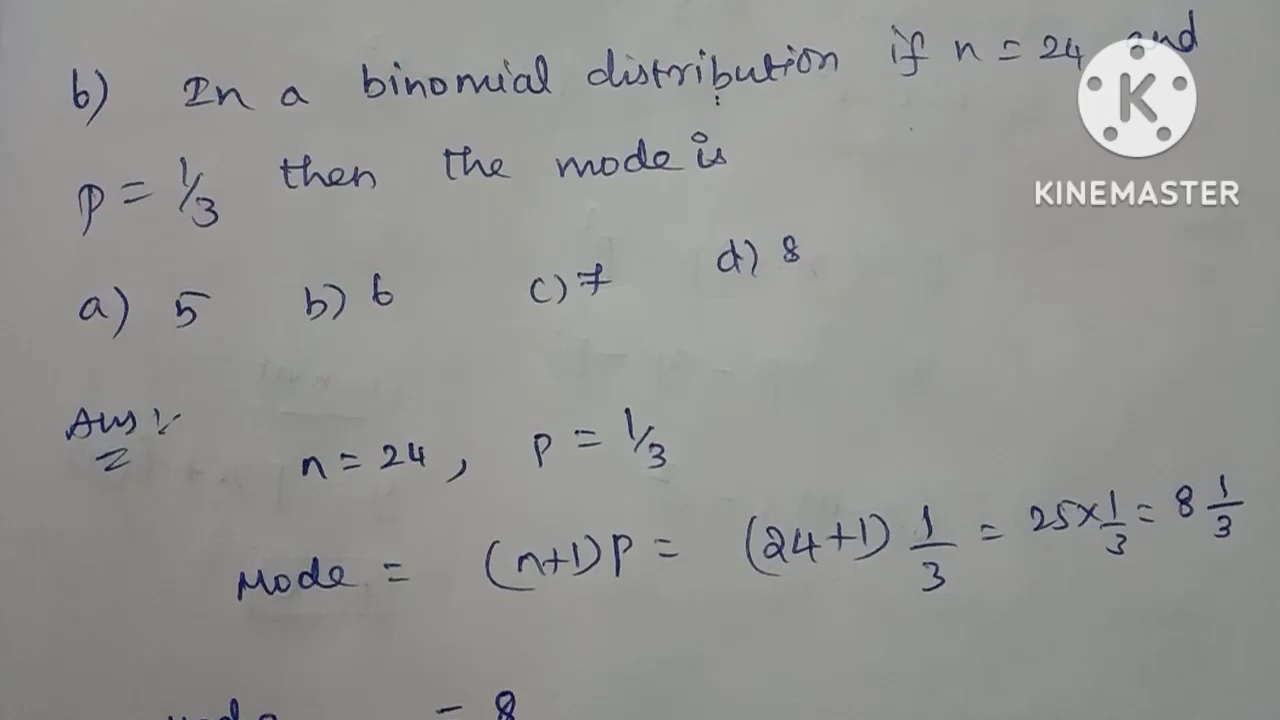 6) In a binomial distribution if n = 24 and
K
KINEMASTER
p = 1/3 then the mode is
a) 5 b) 6 c) 7 d) 8
Ans :
n = 24 , p = 1/3
Mode = (n+1)p = (24+1) 1/3 = 25 × 1/3 = 8 1/3
= 8